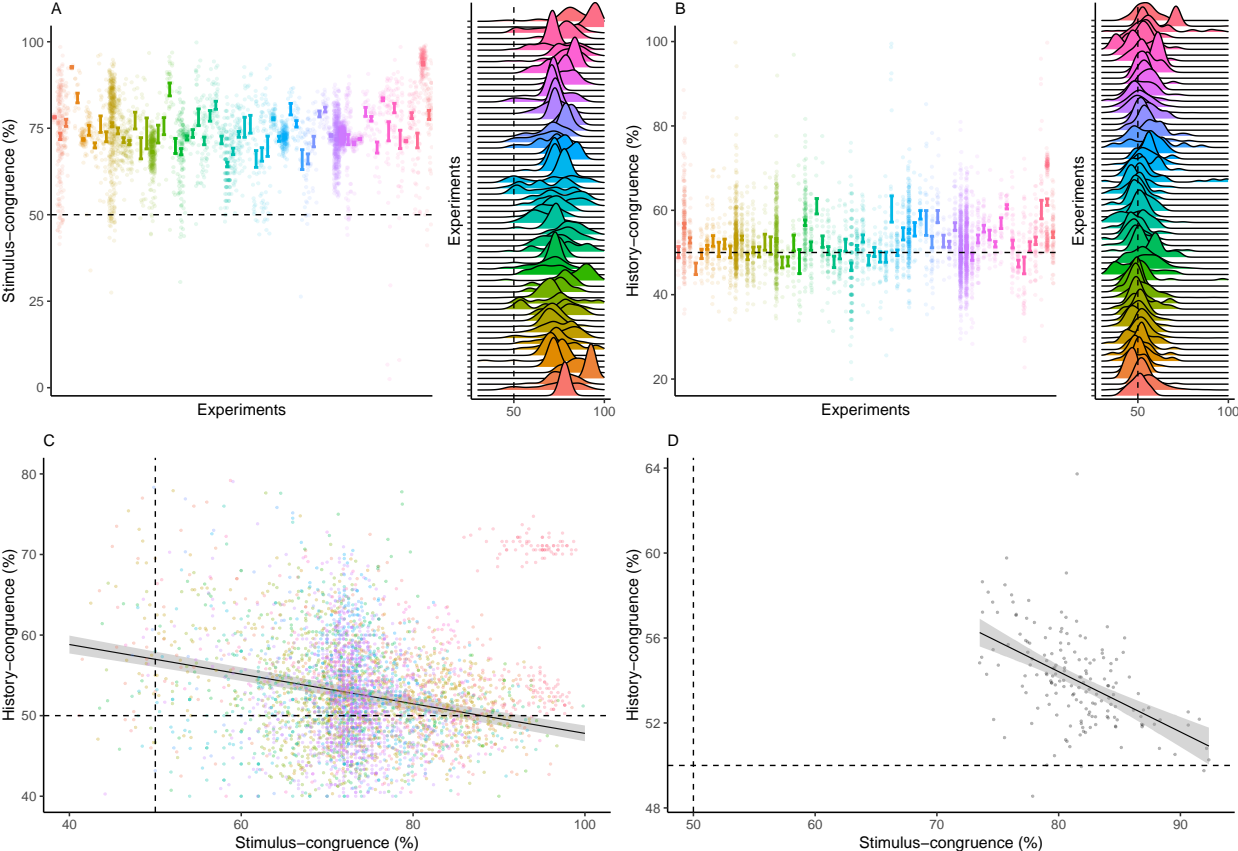 A
Stimulus−congruence (%)
100
75
50
25
0
Experiments
Experiments
50 100
B
History−congruence (%)
100
80
60
40
20
Experiments
Experiments
50 100
C
History−congruence (%)
80
70
60
50
40
40 60 80 100
Stimulus−congruence (%)
D
History−congruence (%)
64
60
56
52
48
50 60 70 80 90
Stimulus−congruence (%)